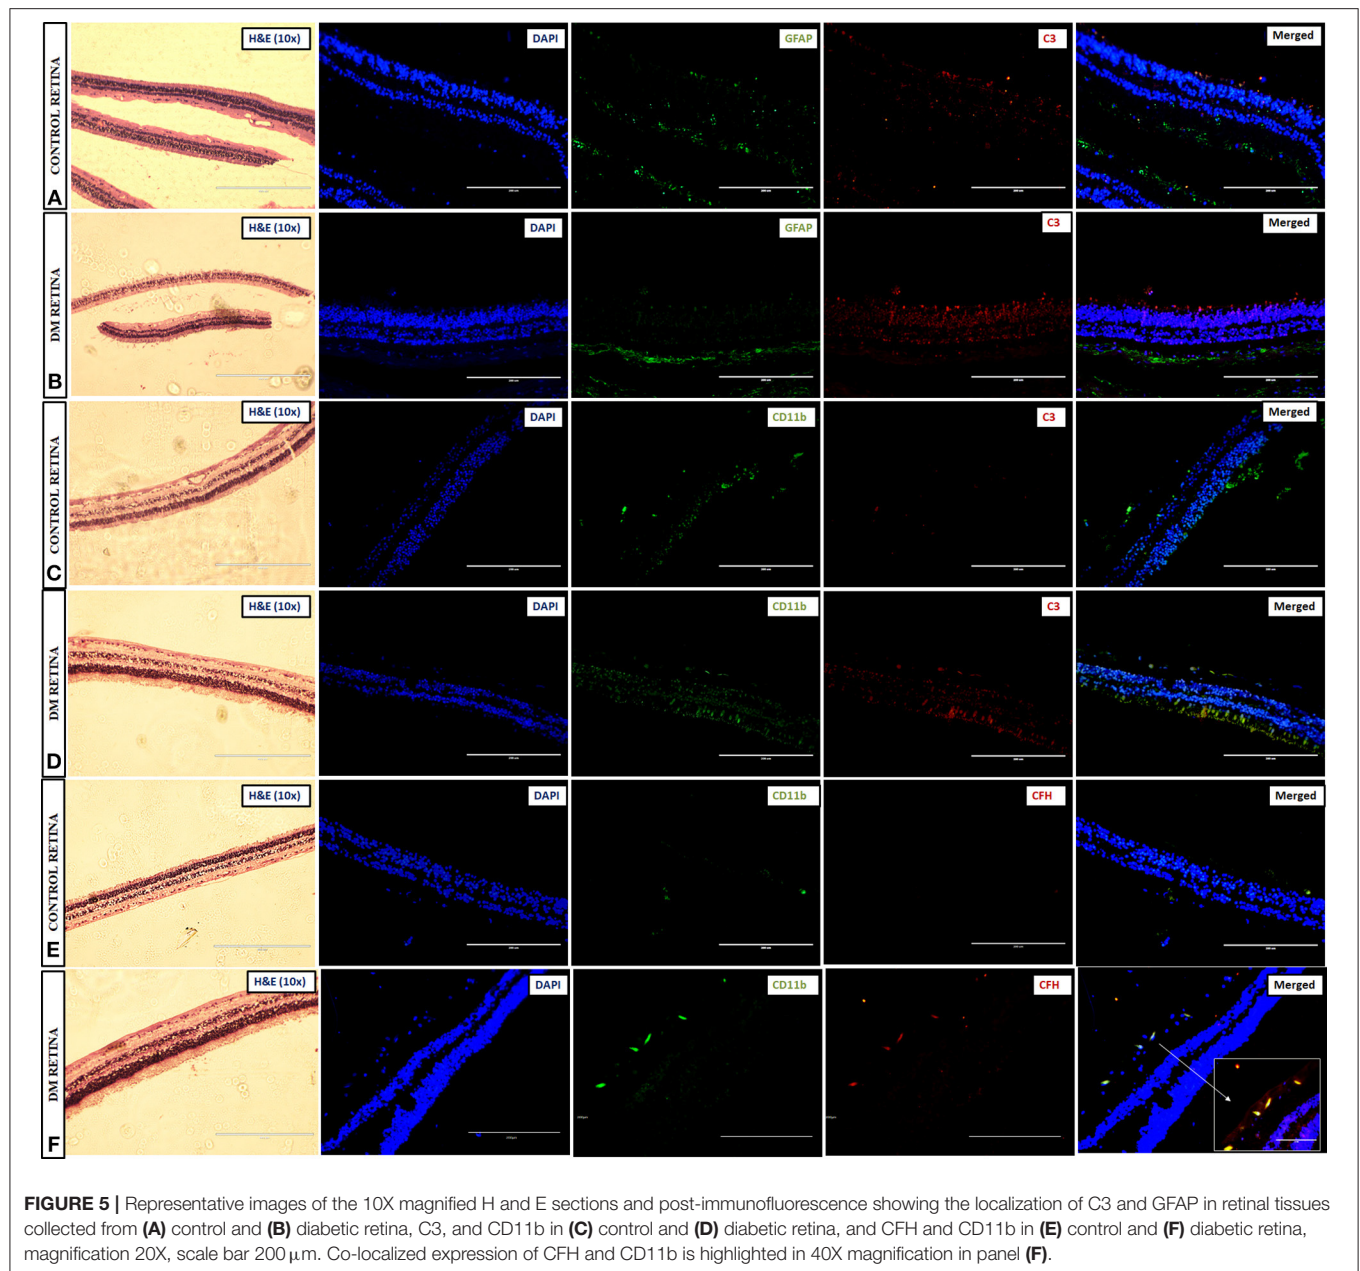 CONTROL RETINA
A
H&E (10x)
DAPI
GFAP
C3
Merged
DM RETINA
B
H&E (10x)
DAPI
GFAP
C3
Merged
CONTROL RETINA
C
H&E (10x)
DAPI
CD11b
C3
Merged
DM RETINA
D
H&E (10x)
DAPI
CD11b
C3
Merged
CONTROL RETINA
E
H&E (10x)
DAPI
CD11b
CFH
Merged
DM RETINA
F
H&E (10x)
DAPI
CD11b
CFH
Merged
FIGURE 5 | Representative images of the 10X magnified H and E sections and post-immunofluorescence showing the localization of C3 and GFAP in retinal tissues
collected from (A) control and (B) diabetic retina, C3, and CD11b in (C) control and (D) diabetic retina, and CFH and CD11b in (E) control and (F) diabetic retina,
magnification 20X, scale bar 200 μm. Co-localized expression of CFH and CD11b is highlighted in 40X magnification in panel (F).